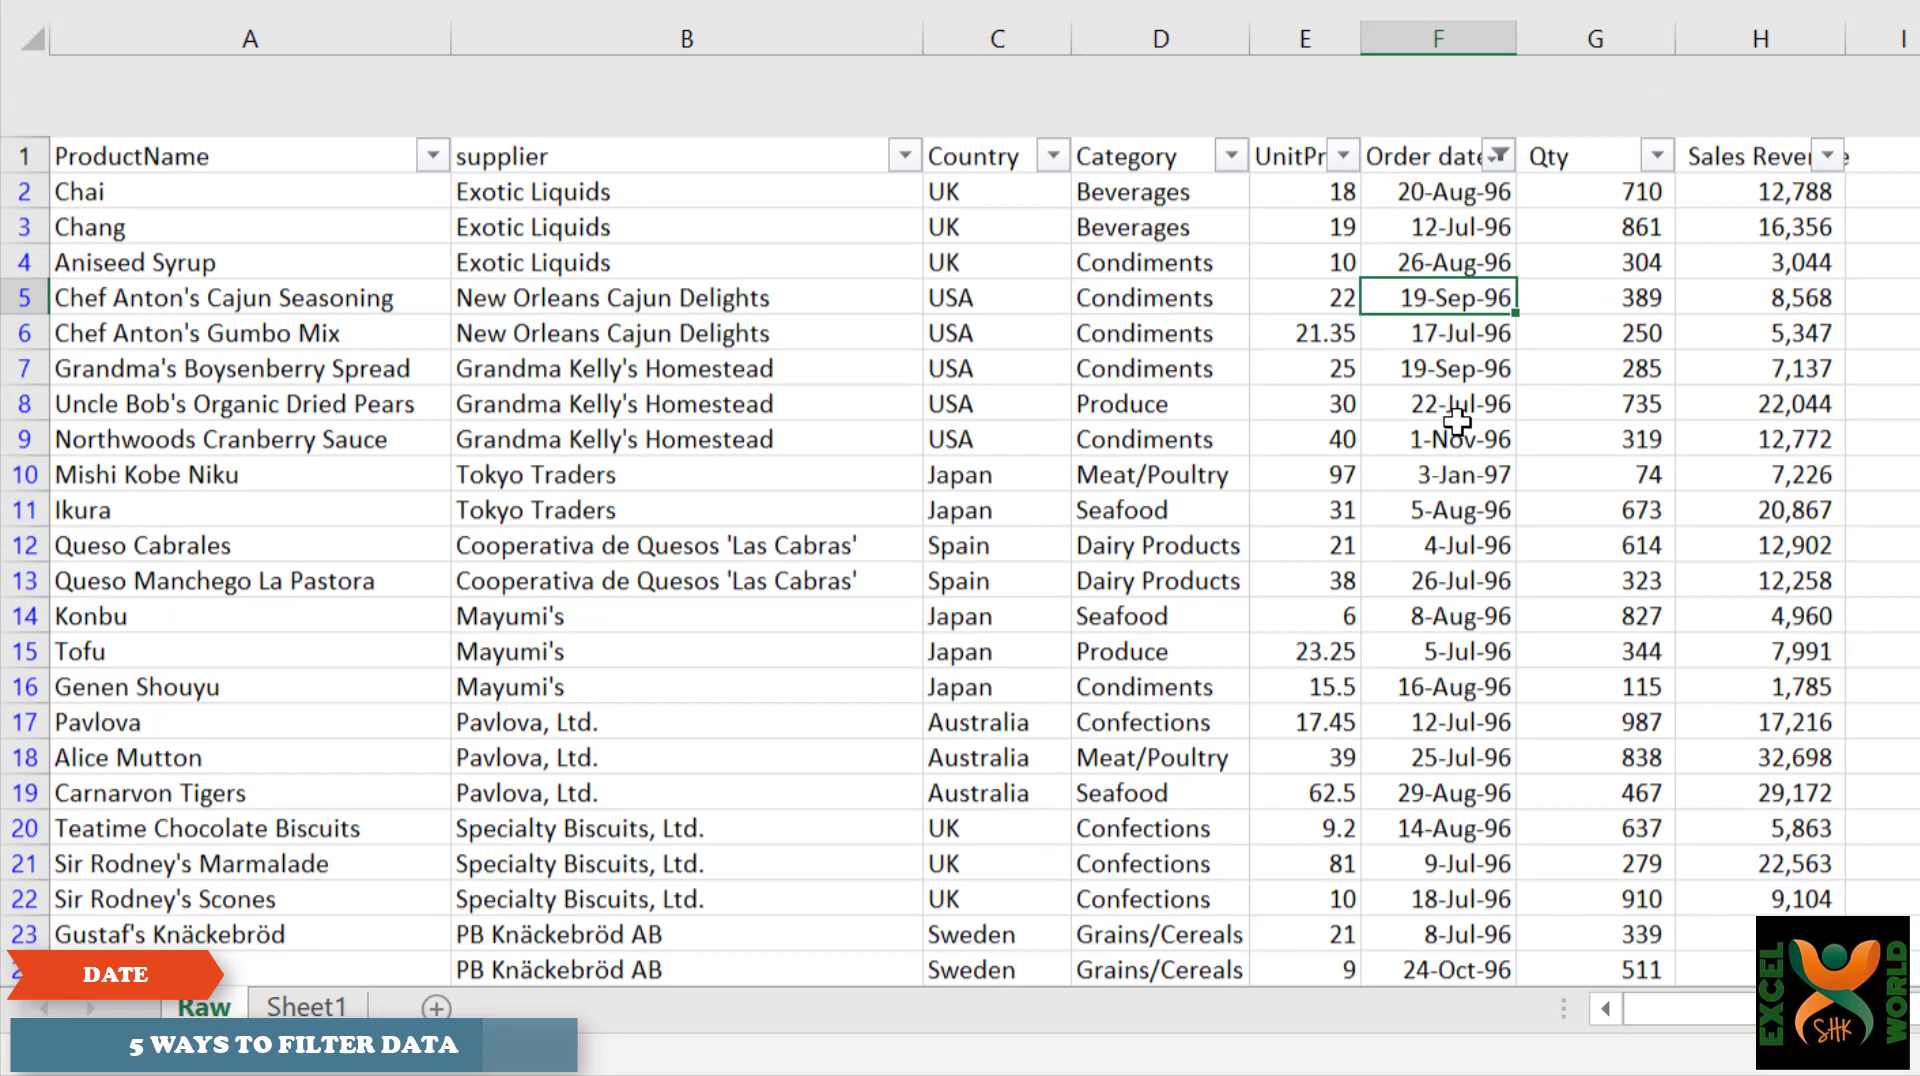 A B C D E F G H I
1 ProductName supplier Country Category UnitPr Order date Qty Sales Reve e
2 Chai Exotic Liquids UK Beverages 18 20-Aug-96 710 12,788
3 Chang Exotic Liquids UK Beverages 19 12-Jul-96 861 16,356
4 Aniseed Syrup Exotic Liquids UK Condiments 10 26-Aug-96 304 3,044
5 Chef Anton's Cajun Seasoning New Orleans Cajun Delights USA Condiments 22 19-Sep-96 389 8,568
6 Chef Anton's Gumbo Mix New Orleans Cajun Delights USA Condiments 21.35 17-Jul-96 250 5,347
7 Grandma's Boysenberry Spread Grandma Kelly's Homestead USA Condiments 25 19-Sep-96 285 7,137
8 Uncle Bob's Organic Dried Pears Grandma Kelly's Homestead USA Produce 30 22-Jul-96 735 22,044
9 Northwoods Cranberry Sauce Grandma Kelly's Homestead USA Condiments 40 1-Nov-96 319 12,772
10 Mishi Kobe Niku Tokyo Traders Japan Meat/Poultry 97 3-Jan-97 74 7,226
11 Ikura Tokyo Traders Japan Seafood 31 5-Aug-96 673 20,867
12 Queso Cabrales Cooperativa de Quesos 'Las Cabras' Spain Dairy Products 21 4-Jul-96 614 12,902
13 Queso Manchego La Pastora Cooperativa de Quesos 'Las Cabras' Spain Dairy Products 38 26-Jul-96 323 12,258
14 Konbu Mayumi's Japan Seafood 6 8-Aug-96 827 4,960
15 Tofu Mayumi's Japan Produce 23.25 5-Jul-96 344 7,991
16 Genen Shouyu Mayumi's Japan Condiments 15.5 16-Aug-96 115 1,785
17 Pavlova Pavlova, Ltd. Australia Confections 17.45 12-Jul-96 987 17,216
18 Alice Mutton Pavlova, Ltd. Australia Meat/Poultry 39 25-Jul-96 838 32,698
19 Carnarvon Tigers Pavlova, Ltd. Australia Seafood 62.5 29-Aug-96 467 29,172
20 Teatime Chocolate Biscuits Specialty Biscuits, Ltd. UK Confections 9.2 14-Aug-96 637 5,863
21 Sir Rodney's Marmalade Specialty Biscuits, Ltd. UK Confections 81 9-Jul-96 279 22,563
22 Sir Rodney's Scones Specialty Biscuits, Ltd. UK Confections 10 18-Jul-96 910 9,104
23 Gustaf's Knäckebröd PB Knäckebröd AB Sweden Grains/Cereals 21 8-Jul-96 339
PB Knäckebröd AB Sweden Grains/Cereals 9 24-Oct-96 511
DATE
Raw Sheet1
5 WAYS TO FILTER DATA
EXCEL
SHK
WORLD